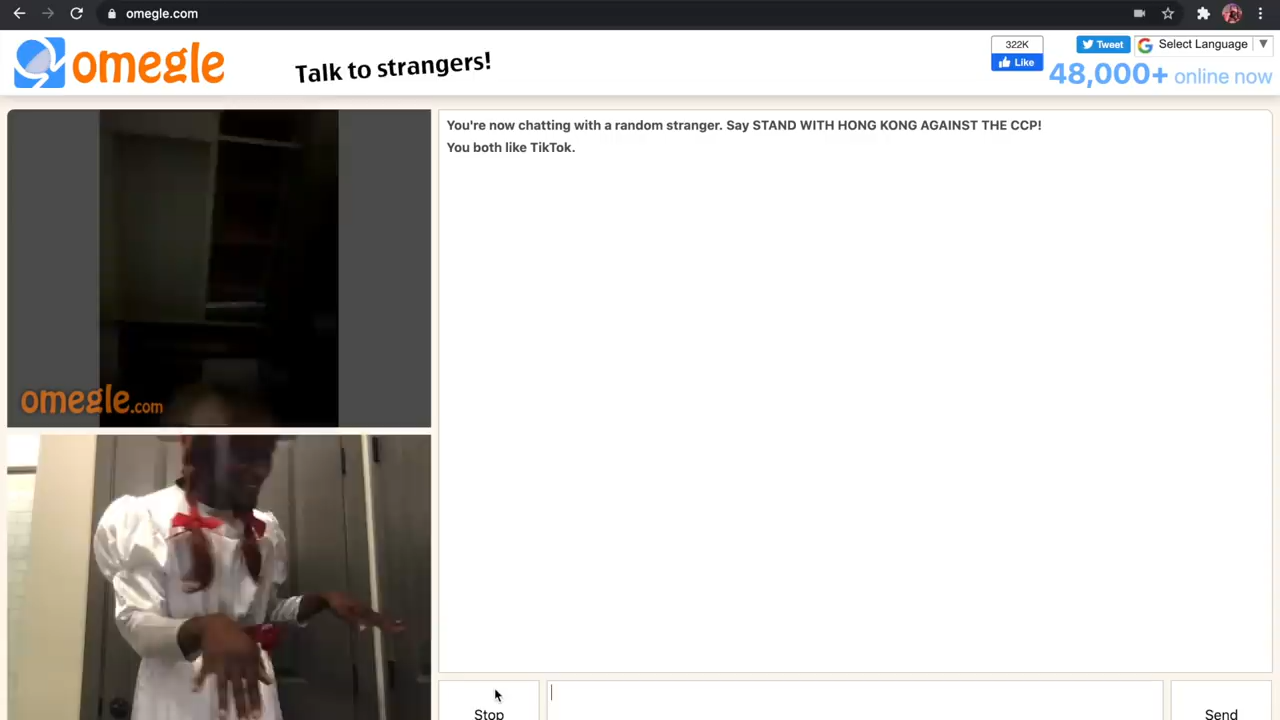 omegle.com
omegle
Talk to strangers!
322K
Like
Tweet
Select Language
48,000+ online now
You're now chatting with a random stranger. Say STAND WITH HONG KONG AGAINST THE CCP!
You both like TikTok.
omegle.com
Stop
Send